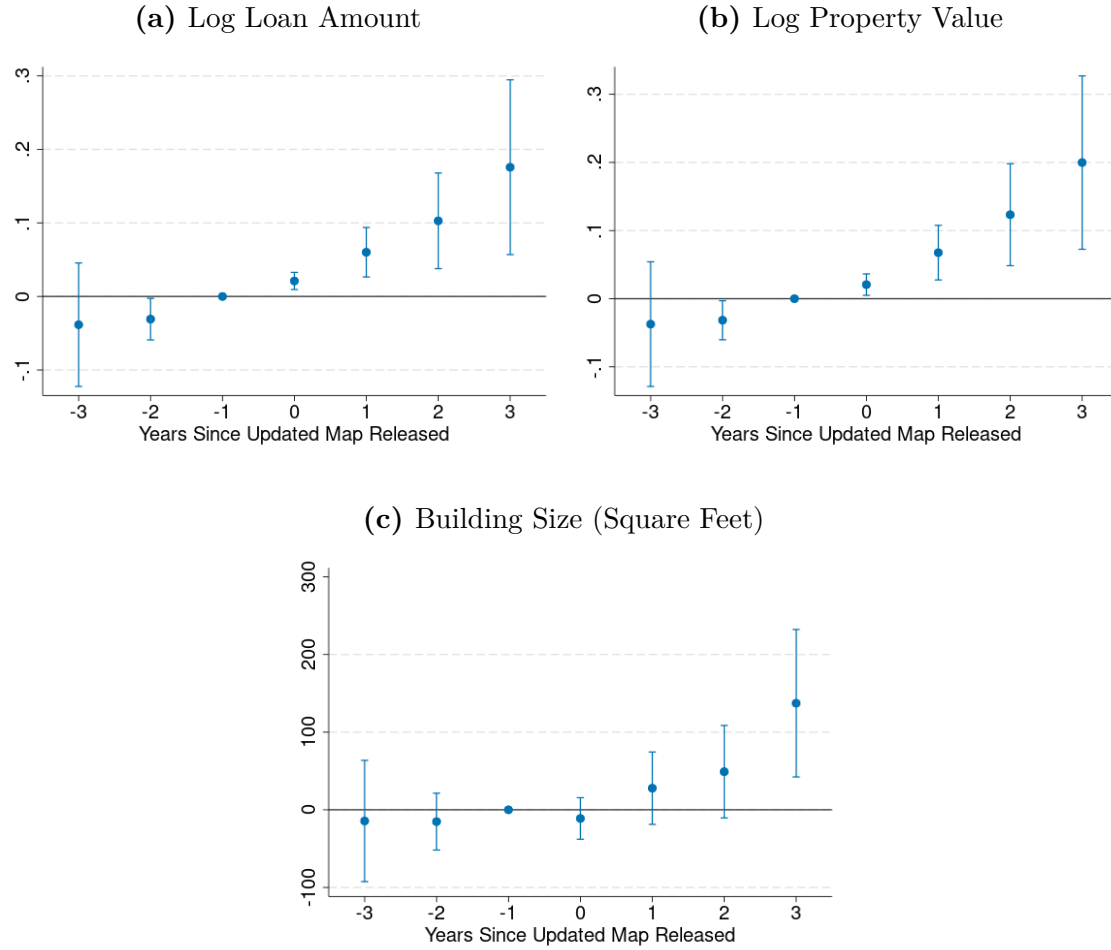 (a) Log Loan Amount
.3
.2
.1
0
-.1
-3 -2 -1 0 1 2 3
Years Since Updated Map Released
(b) Log Property Value
.3
.2
.1
0
-.1
-3 -2 -1 0 1 2 3
Years Since Updated Map Released
(c) Building Size (Square Feet)
300
200
100
0
-100
-3 -2 -1 0 1 2 3
Years Since Updated Map Released